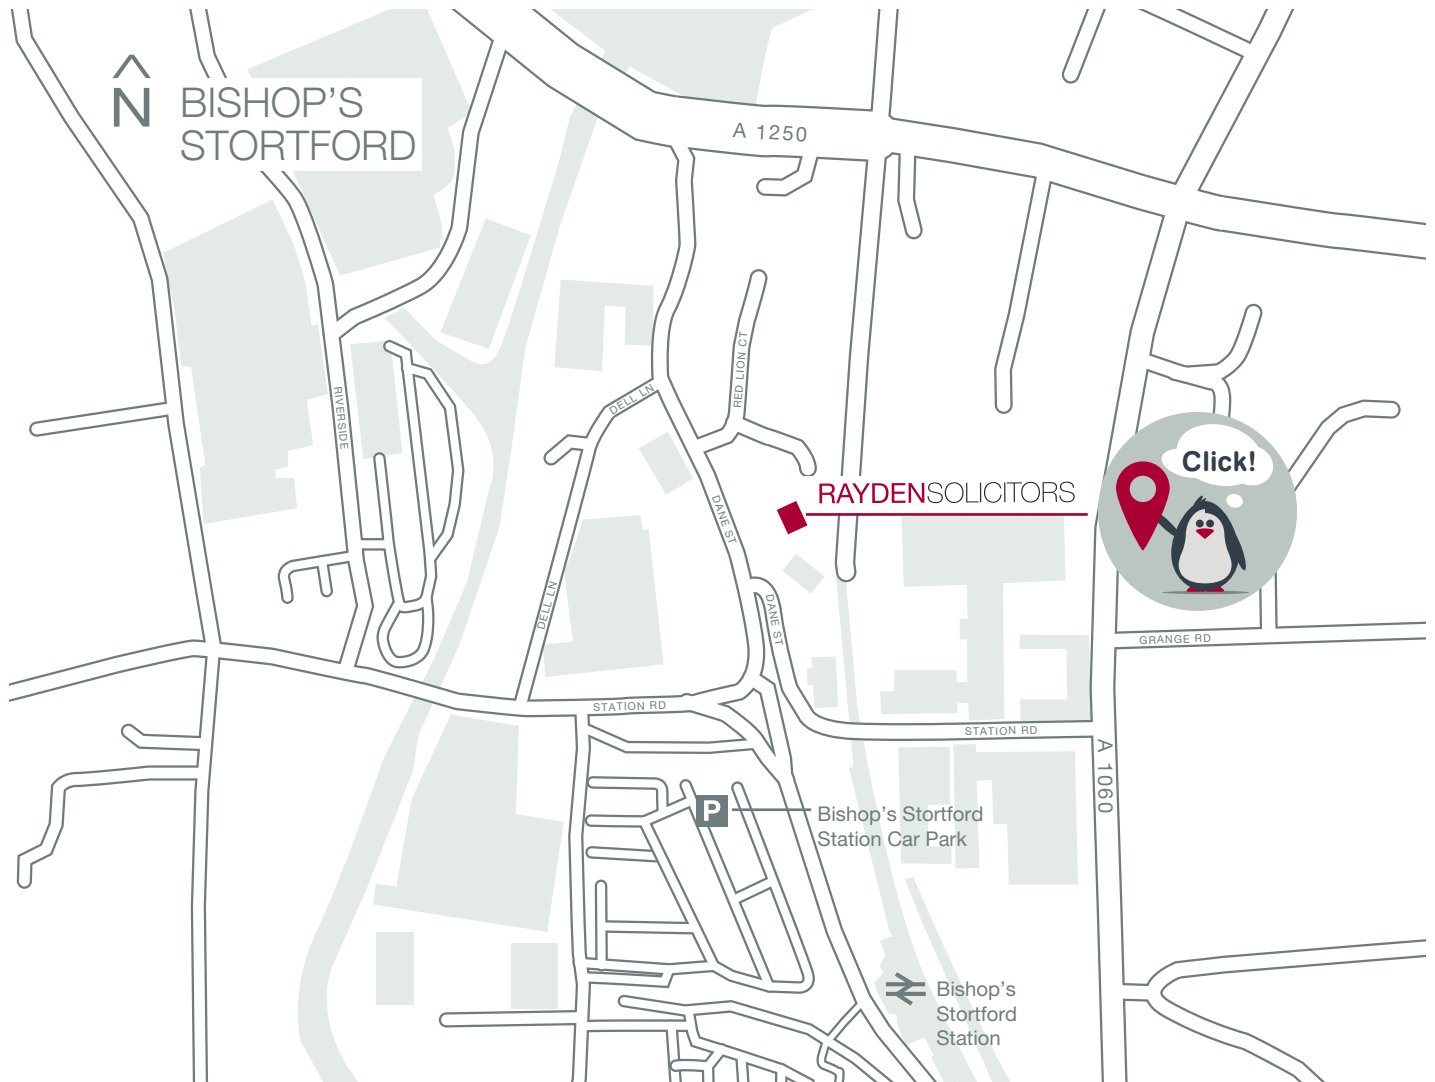 N
BISHOP'S
STORTFORD
A 1250
RED LION CT
RIVERSIDE
DELL LN
Click!
RAYDENSOLICITORS
DANE ST
DELL LN
DANE ST
GRANGE RD
STATION RD
STATION RD
A 1060
P
Bishop's Stortford
Station Car Park
Bishop's
Stortford
Station